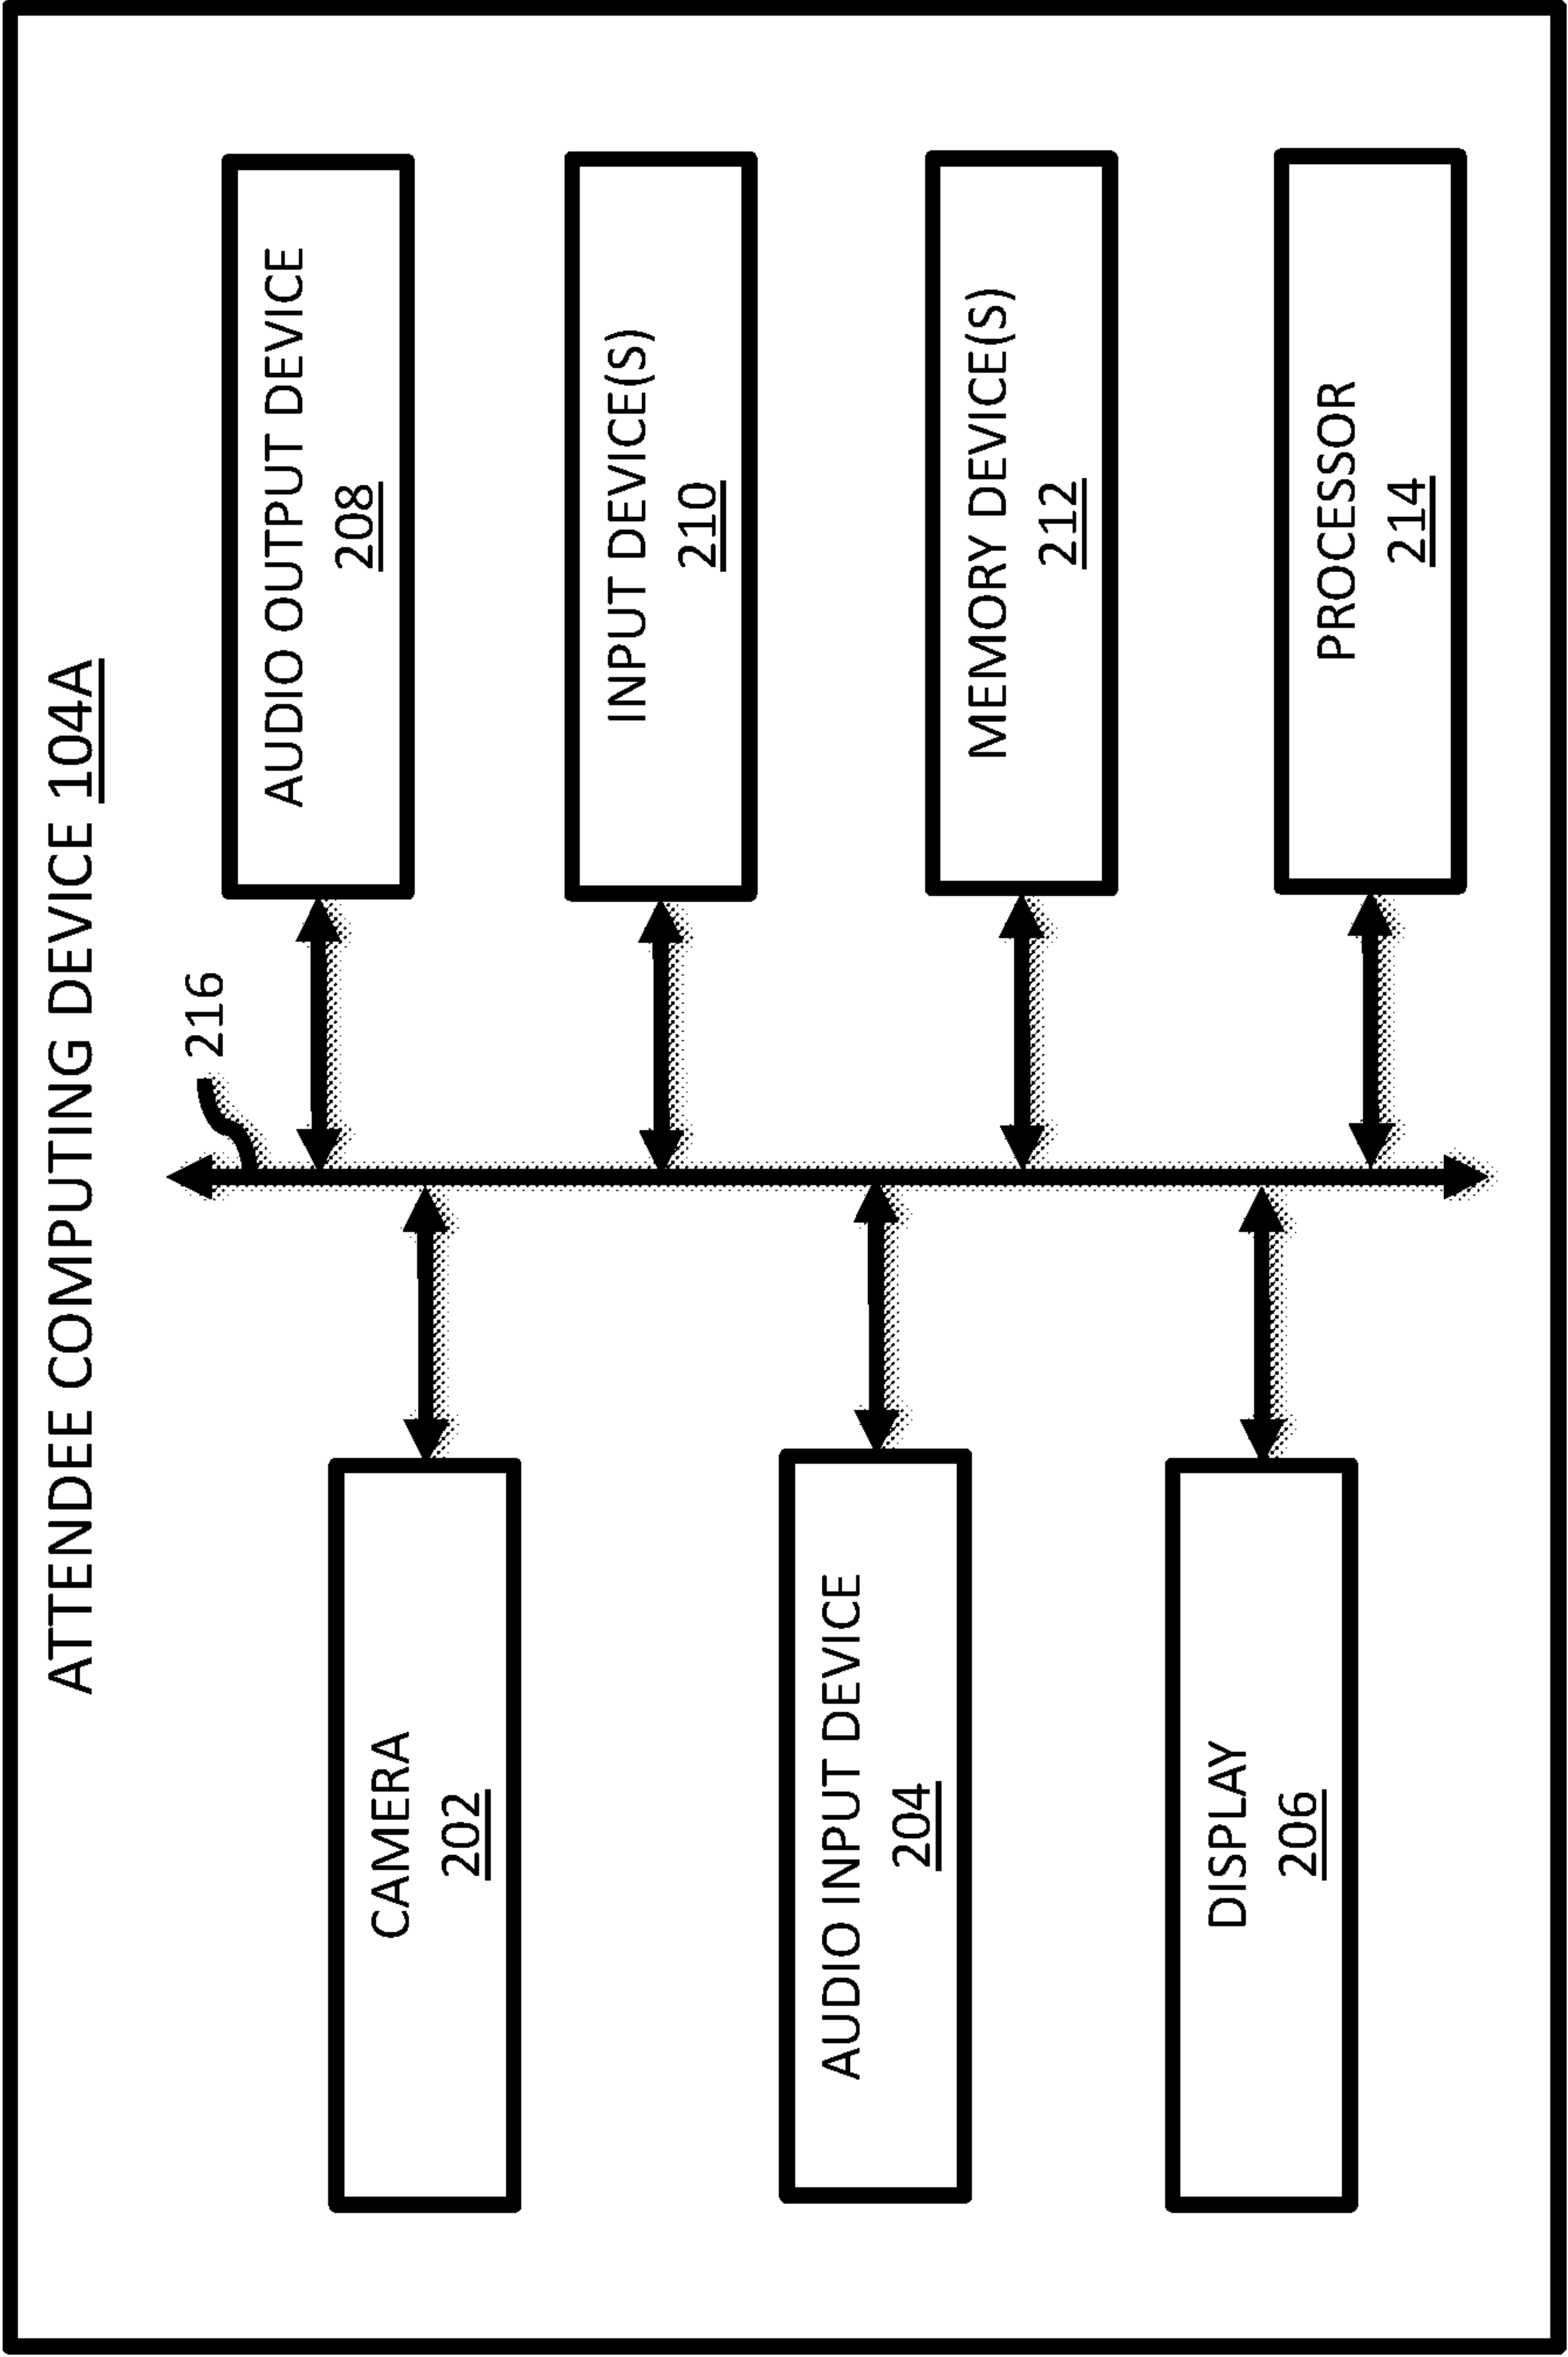 ATTENDEE COMPUTING DEVICE 104A
216
CAMERA
202
AUDIO INPUT DEVICE
204
DISPLAY
206
AUDIO OUTPUT DEVICE
208
INPUT DEVICE(S)
210
MEMORY DEVICE(S)
212
PROCESSOR
214